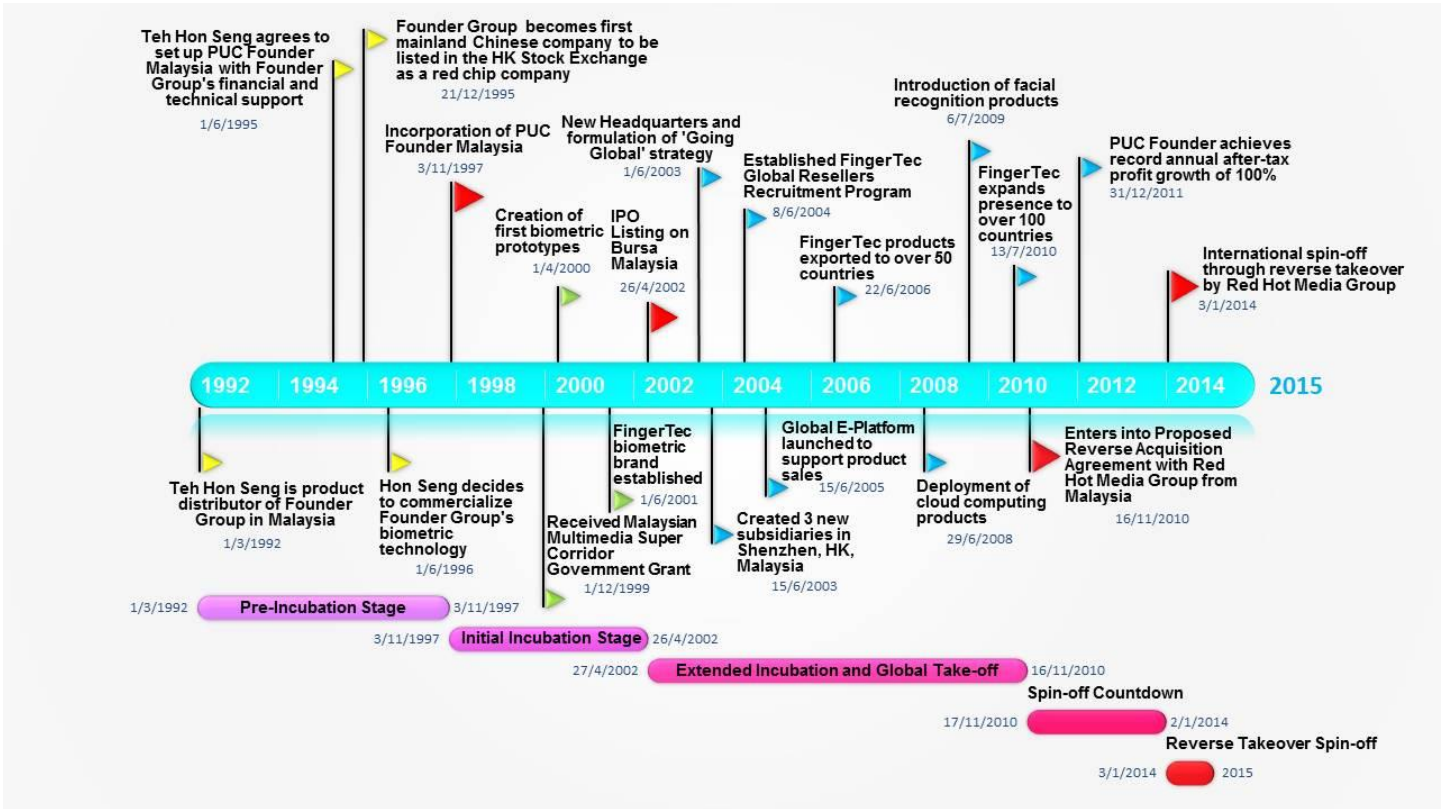 Teh Hon Seng agrees to
set up PUC Founder
Malaysia with Founder
Group's financial and
technical support
1/6/1995
Founder Group becomes first
mainland Chinese company to be
listed in the HK Stock Exchange
as a red chip company
21/12/1995
Incorporation of PUC
Founder Malaysia
3/11/1997
Creation of
first biometric
prototypes
1/4/2000
IPO
Listing on
Bursa
Malaysia
26/4/2002
New Headquarters and
formulation of 'Going
Global' strategy
1/6/2003
Established FingerTec
Global Resellers
Recruitment Program
8/6/2004
FingerTec products
exported to over 50
countries
22/6/2006
Introduction of facial
recognition products
6/7/2009
FingerTec
expands
presence to
over 100
countries
13/7/2010
PUC Founder achieves
record annual after-tax
profit growth of 100%
31/12/2011
International spin-off
through reverse takeover
by Red Hot Media Group
3/1/2014
1992 1994 1996 1998 2000 2002 2004 2006 2008 2010 2012 2014 2015
Teh Hon Seng is product
distributor of Founder
Group in Malaysia
1/3/1992
Hon Seng decides
to commercialize
Founder Group's
biometric
technology
1/6/1996
FingerTec
biometric
brand
established
1/6/2001
Received Malaysian
Multimedia Super
Corridor
Government Grant
1/12/1999
Global E-Platform
launched to
support product
sales
15/6/2005
Created 3 new
subsidiaries in
Shenzhen, HK,
Malaysia
15/6/2003
Deployment of
cloud computing
products
29/6/2008
Enters into Proposed
Reverse Acquisition
Agreement with Red
Hot Media Group from
Malaysia
16/11/2010
1/3/1992 Pre-Incubation Stage 3/11/1997
3/11/1997 Initial Incubation Stage 26/4/2002
27/4/2002 Extended Incubation and Global Take-off 16/11/2010
Spin-off Countdown
17/11/2010 2/1/2014
Reverse Takeover Spin-off
3/1/2014 2015